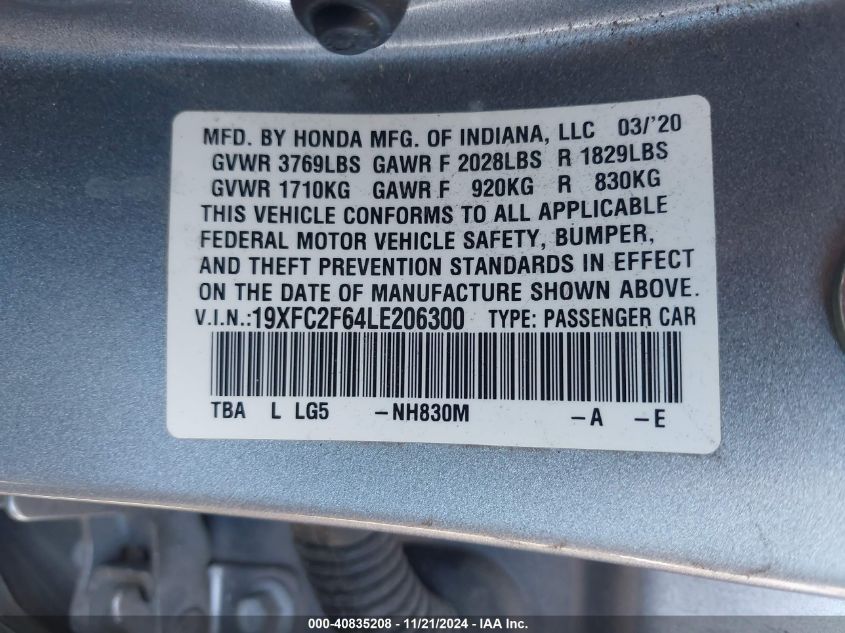 MFD. BY HONDA MFG. OF INDIANA, LLC 03/'20
GVWR 3769LBS GAWR F 2028LBS R 1829LBS
GVWR 1710KG GAWR F 920KG R 830KG
THIS VEHICLE CONFORMS TO ALL APPLICABLE
FEDERAL MOTOR VEHICLE SAFETY, BUMPER,
AND THEFT PREVENTION STANDARDS IN EFFECT
ON THE DATE OF MANUFACTURE SHOWN ABOVE.
V.I.N.:19XFC2F64LE206300 TYPE: PASSENGER CAR
TBA L LG5 -NH830M -A -E
000-40835208 - 11/21/2024 - IAA Inc.